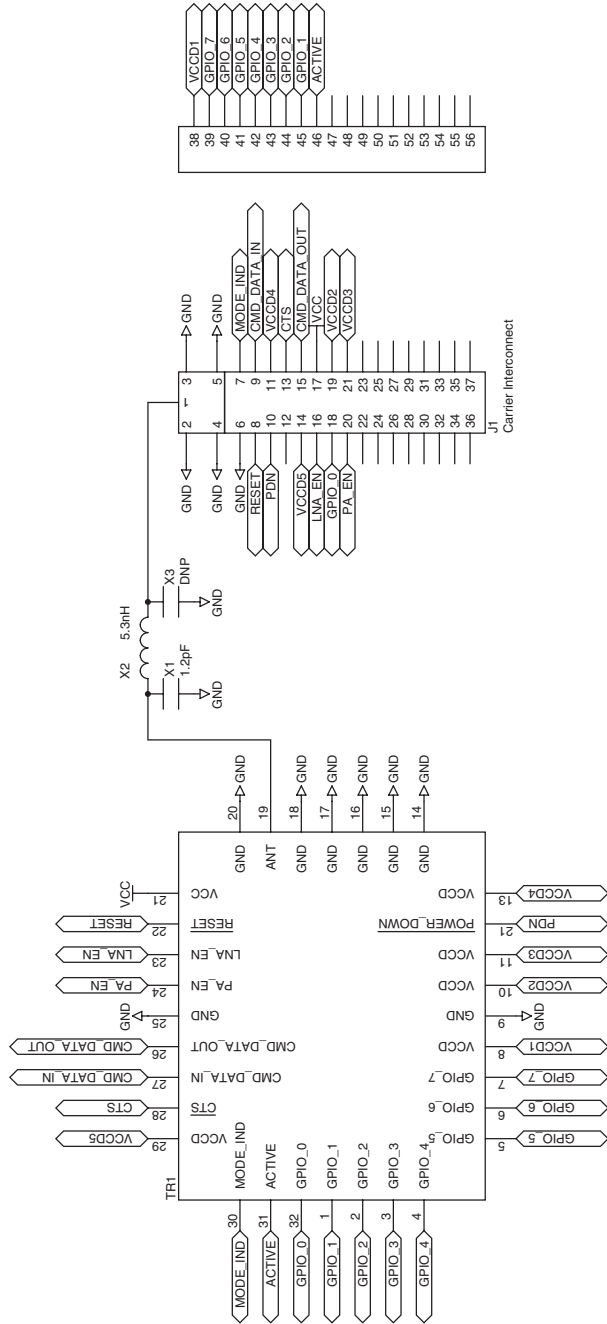 VCCD1
GPIO_7
GPIO_6
GPIO_5
GPIO_4
GPIO_3
GPIO_2
GPIO_1
ACTIVE
38
39
40
41
42
43
44
45
46
47
48
49
50
51
52
53
54
55
56
GND
GND
MODE_IND
CMD_DATA_IN
VCCD4
CTS
CMD_DATA_OUT
VCC
VCCD2
VCCD3
1
3
5
7
9
11
13
15
17
19
21
23
25
27
29
31
33
35
37
2
4
6
8
10
12
14
16
18
20
22
24
26
28
30
32
34
36
J1
Carrier Interconnect
GND
GND
GND
RESET
PDN
VCCD5
LNA_EN
GPIO_0
PA_EN
X2
5.3nH
X3
DNP
GND
X1
1.2pF
GND
GND
GND
GND
GND
GND
GND
20
19
18
17
16
15
14
GND
ANT
GND
GND
GND
GND
GND
VCC
RESET
LNA_EN
PA_EN
GND
CMD_DATA_OUT
CMD_DATA_IN
CTS
VCCD5
21
22
23
24
25
26
27
28
29
VCC
RESET
LNA_EN
PA_EN
GND
CMD_DATA_OUT
CMD_DATA_IN
CTS
VCCD
VCCD
POWER_DOWN
VCCD
VCCD
GND
VCCD
GPIO_7
GPIO_6
GPIO_5
13
21
11
10
9
8
7
6
5
VCCD4
PDN
VCCD3
VCCD2
GND
VCCD1
GPIO_7
GPIO_6
GPIO_5
TR1
MODE_IND
ACTIVE
GPIO_0
GPIO_1
GPIO_2
GPIO_3
GPIO_4
30
31
32
1
2
3
4
MODE_IND
ACTIVE
GPIO_0
GPIO_1
GPIO_2
GPIO_3
GPIO_4